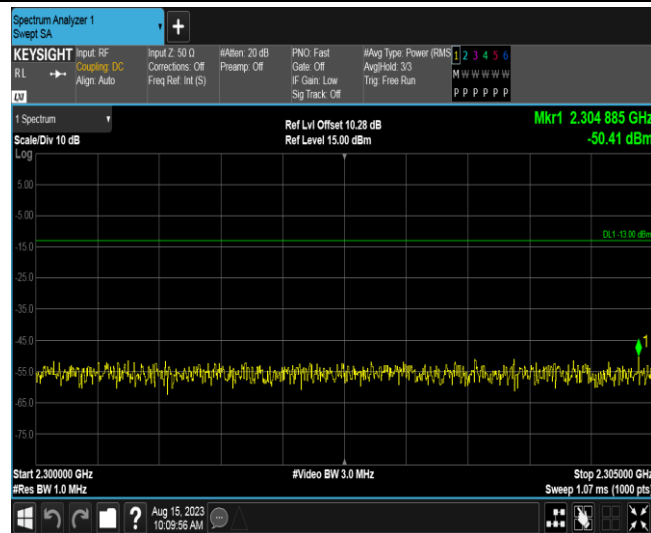 Spectrum Analyzer 1
Swept SA
+
KEYSIGHT
RL
LXI
Input: RF
Coupling: DC
Align: Auto
Input Z: 50 Ω
Corrections: Off
Freq Ref: Int (S)
#Atten: 20 dB
Preamp: Off
PNO: Fast
Gate: Off
IF Gain: Low
Sig Track: Off
#Avg Type: Power (RMS
Avg|Hold: 3/3
Trig: Free Run
1 2 3 4 5 6
M W W W W W
P P P P P P
1 Spectrum
Scale/Div 10 dB
Log
Ref Lvl Offset 10.28 dB
Ref Level 15.00 dBm
Mkr1 2.304 885 GHz
-50.41 dBm
5.00
-5.00
DL1 -13.00 dBm
-15.0
-25.0
-35.0
-45.0
1
-55.0
-65.0
-75.0
Start 2.300000 GHz
#Video BW 3.0 MHz
Stop 2.305000 GHz
#Res BW 1.0 MHz
Sweep 1.07 ms (1000 pts)
?
Aug 15, 2023
10:09:56 AM